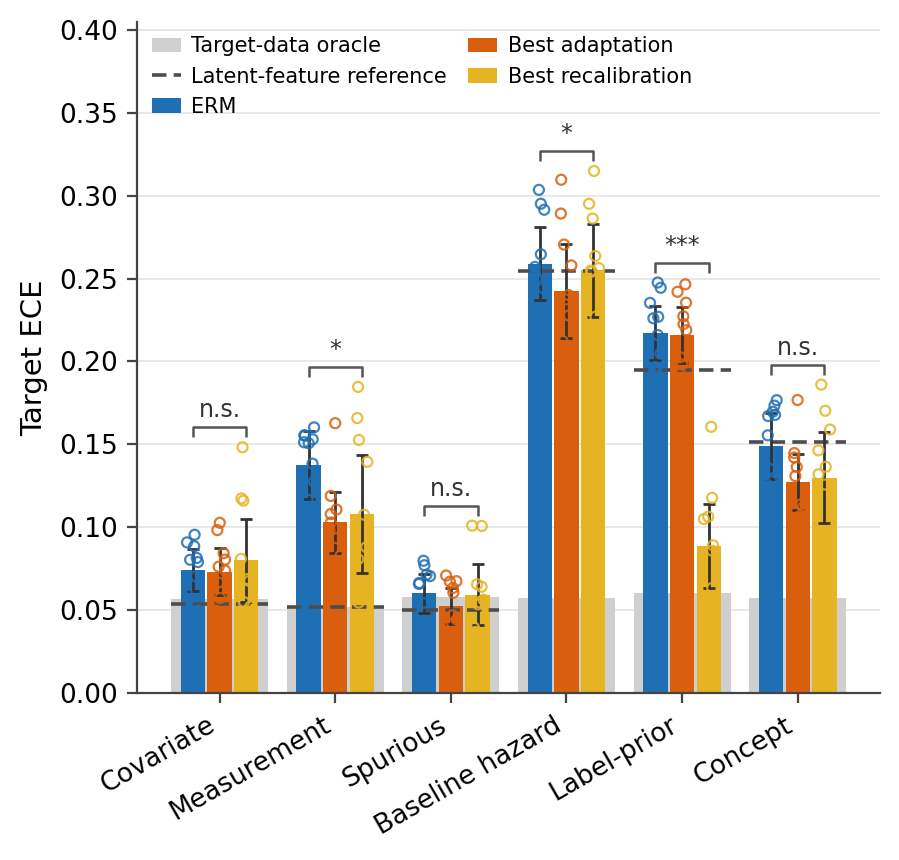 Target-data oracle
Latent-feature reference
ERM
Best adaptation
Best recalibration
Target ECE
0.40
0.35
0.30
0.25
0.20
0.15
0.10
0.05
0.00
n.s.
*
n.s.
*
***
n.s.
Covariate
Measurement
Spurious
Baseline hazard
Label-prior
Concept